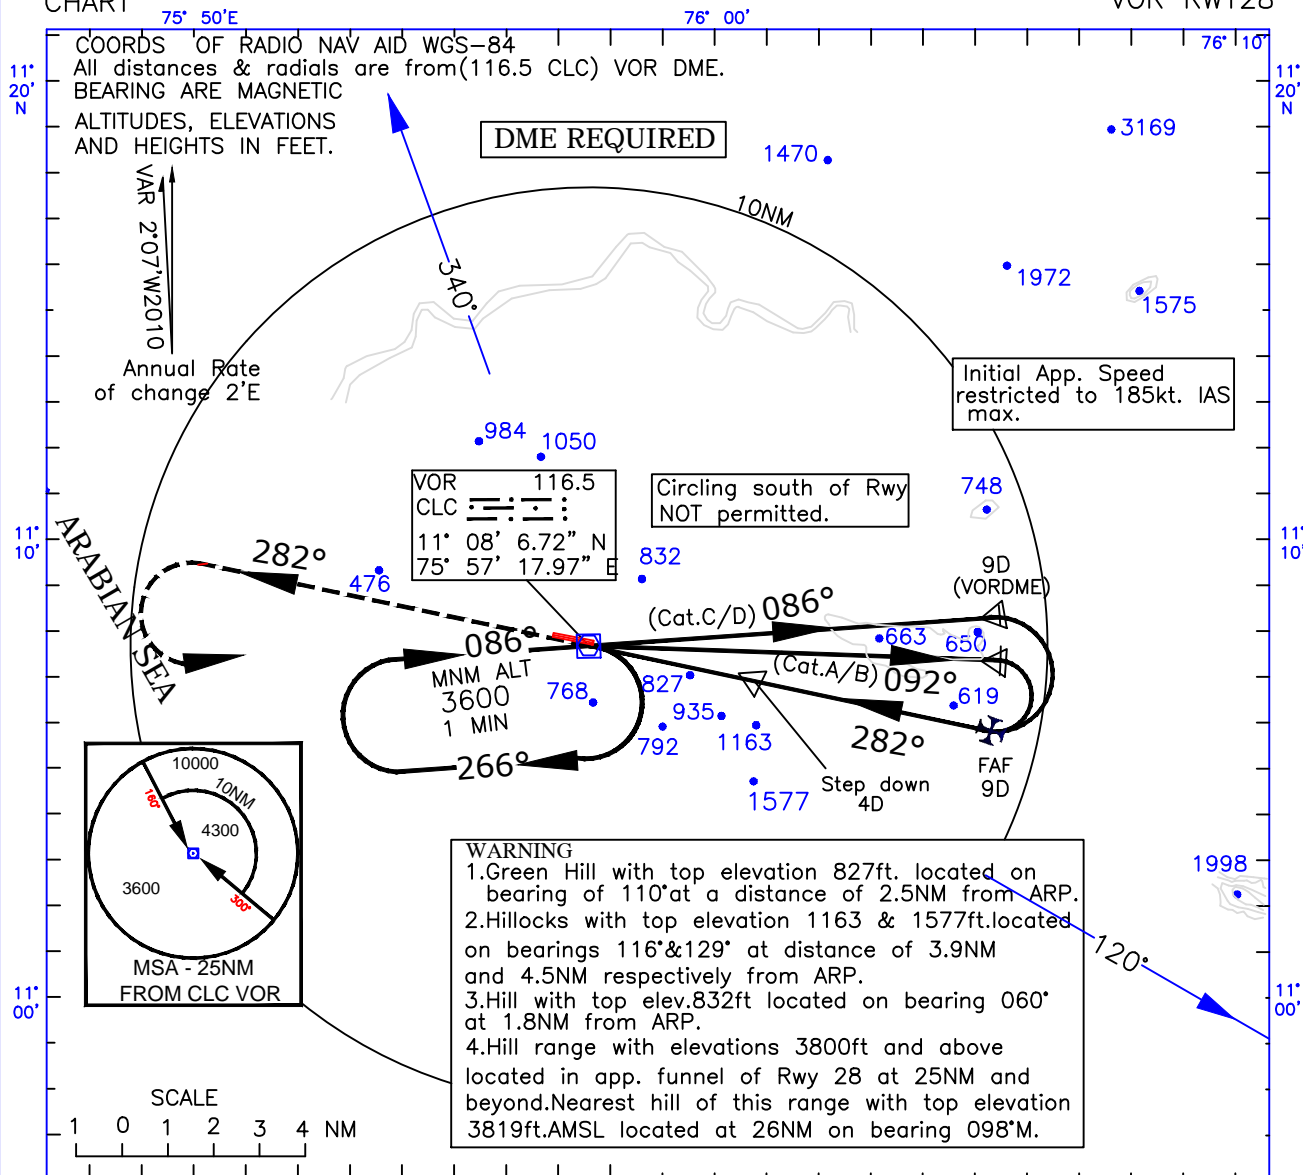 CHART
VOR RWY28
75° 50'E
76° 00'
76° 10'
11°
20'
N
11°
20'
N
COORDS OF RADIO NAV AID WGS-84
All distances & radials are from(116.5 CLC) VOR DME.
BEARING ARE MAGNETIC
ALTITUDES, ELEVATIONS
AND HEIGHTS IN FEET.
DME REQUIRED
VAR 2°07'W2010
Annual Rate
of change 2'E
3169
1470
10NM
1972
1575
340°
Initial App. Speed
restricted to 185kt. IAS
max.
984
1050
VOR 116.5
CLC
11° 08' 6.72" N
75° 57' 17.97" E
Circling south of Rwy
NOT permitted.
748
11°
10'
11°
10'
ARABIAN SEA
282°
476
832
9D
(VORDME)
(Cat.C/D) 086°
663
650
086°
MNM ALT
3600
1 MIN
266°
768
827
(Cat.A/B) 092°
619
935
792
1163
282°
1577
Step down
4D
FAF
9D
10000
10NM
160°
4300
3600
300°
MSA - 25NM
FROM CLC VOR
WARNING
1.Green Hill with top elevation 827ft. located on
bearing of 110°at a distance of 2.5NM from ARP.
2.Hillocks with top elevation 1163 & 1577ft.located
on bearings 116°&129° at distance of 3.9NM
and 4.5NM respectively from ARP.
3.Hill with top elev.832ft located on bearing 060°
at 1.8NM from ARP.
4.Hill range with elevations 3800ft and above
located in app. funnel of Rwy 28 at 25NM and
beyond.Nearest hill of this range with top elevation
3819ft.AMSL located at 26NM on bearing 098°M.
1998
120°
11°
00'
11°
00'
SCALE
1 0 1 2 3 4 NM